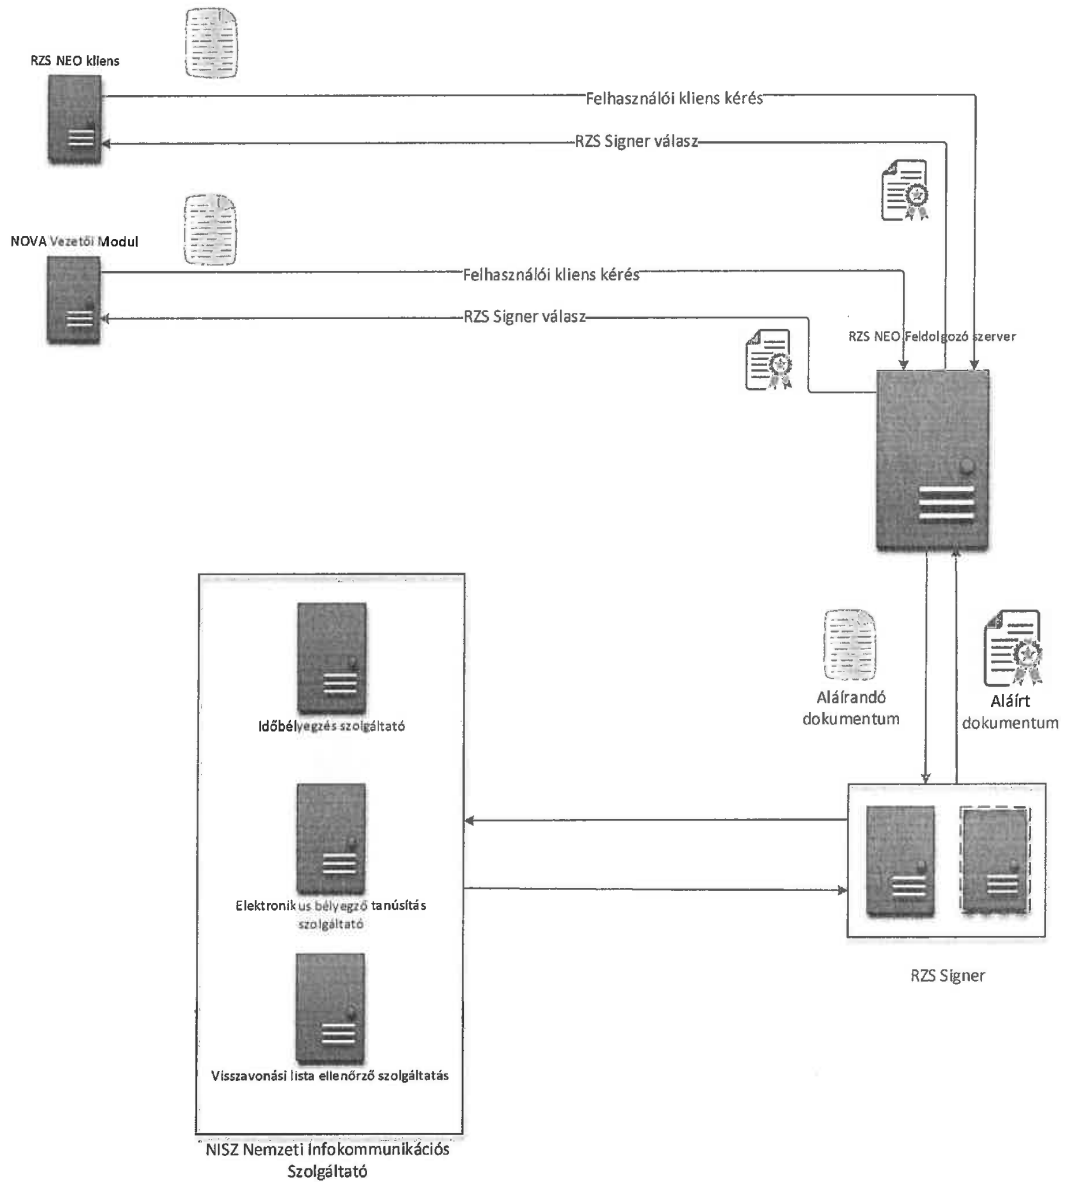 RZS NEO kliens
Felhasználói kliens kérés
RZS Signer válasz
NOVA Vezetői Modul
Felhasználói kliens kérés
RZS Signer válasz
RZS NEO Feldolgozó szerver
Időbélyegzés szolgáltató
Aláírandó
dokumentum
Aláírt
dokumentum
Elektronikus bélyegző tanúsítás
szolgáltató
RZS Signer
Visszavonási lista ellenőrző szolgáltatás
NISZ Nemzeti Infokommunikációs
Szolgáltató